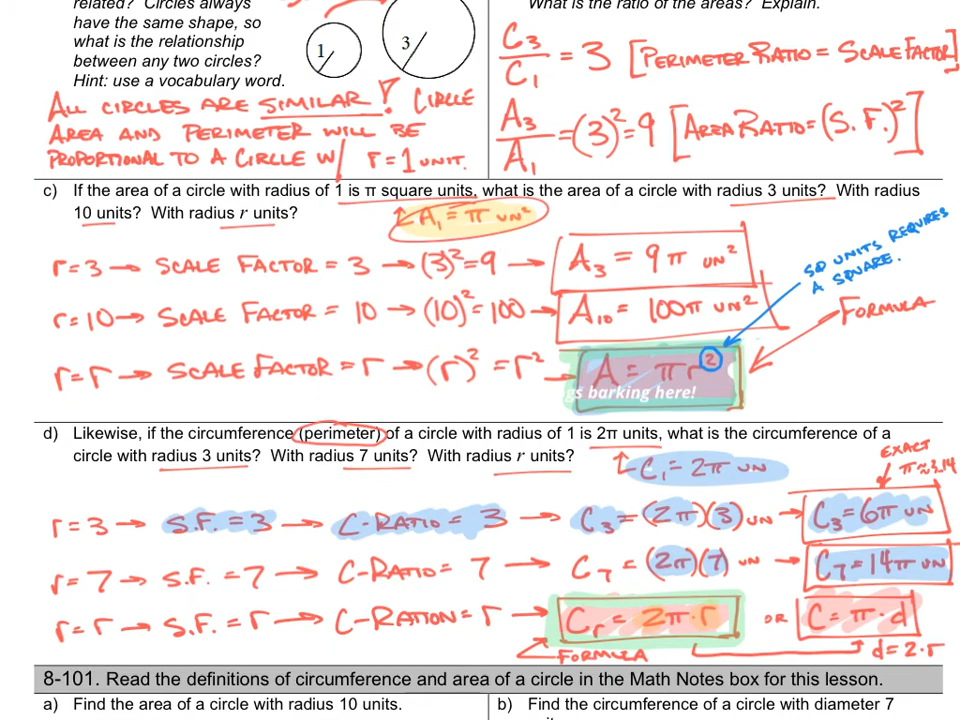 related? Circles always
have the same shape, so
what is the relationship
between any two circles?
Hint: use a vocabulary word.
1
3
ALL CIRCLES ARE SIMILAR! CIRCLE
AREA AND PERIMETER WILL BE
PROPORTIONAL TO A CIRCLE W/ r=1 UNIT.
What is the ratio of the areas? Explain.
C₃/C₁ = 3 [PERIMETER RATIO = SCALE FACTOR]
A₃/A₁ = (3)² = 9 [AREA RATIO = (S.F.)²]
c) If the area of a circle with radius of 1 is π square units, what is the area of a circle with radius 3 units? With radius
10 units? With radius r units?
A₁ = π UN²
r=3 → SCALE FACTOR = 3 → (3)²=9 → A₃ = 9π UN²
SQ UNITS REQUIRES
A SQUARE.
r=10 → SCALE FACTOR = 10 → (10)²=100 → A₁₀ = 100π UN²
FORMULA
r=r → SCALE FACTOR = r → (r)² = r² → A = πr²
gs barking here!
d) Likewise, if the circumference (perimeter) of a circle with radius of 1 is 2π units, what is the circumference of a
circle with radius 3 units? With radius 7 units? With radius r units?
C₁ = 2π UN
EXACT
π≈3.14
r=3 → S.F. = 3 → C-RATIO = 3 → C₃ = (2π)(3) UN → C₃=6π UN
r=7 → S.F. = 7 → C-RATIO = 7 → C₇ = (2π)(7) UN → C₇=14π UN
r=r → S.F. = r → C-RATION = r → Cᵣ = 2π·r OR C=π·d
FORMULA
d=2·r
8-101. Read the definitions of circumference and area of a circle in the Math Notes box for this lesson.
a) Find the area of a circle with radius 10 units.
b) Find the circumference of a circle with diameter 7